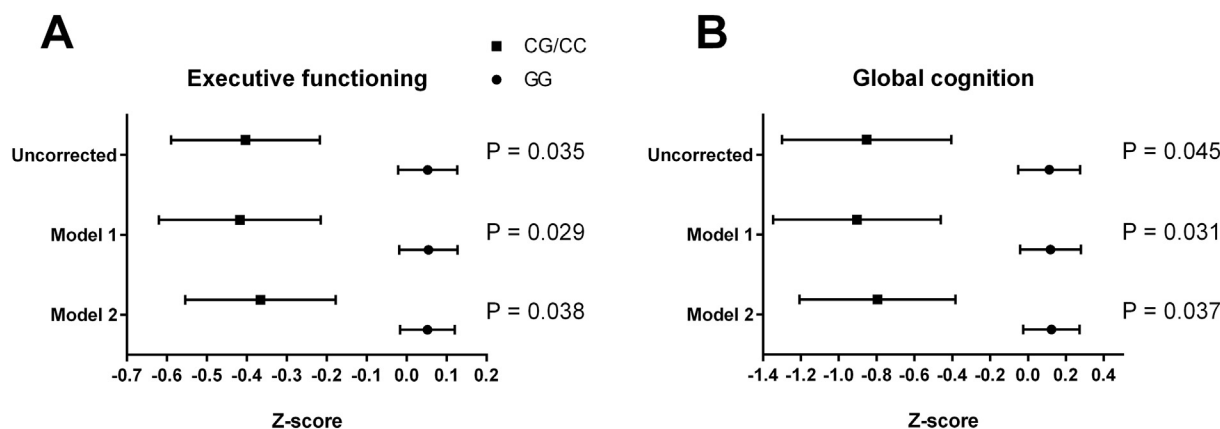 A
CG/CC
GG
Executive functioning
Uncorrected
P = 0.035
Model 1
P = 0.029
Model 2
P = 0.038
-0.7 -0.6 -0.5 -0.4 -0.3 -0.2 -0.1 0.0 0.1 0.2
Z-score
B
Global cognition
Uncorrected
P = 0.045
Model 1
P = 0.031
Model 2
P = 0.037
-1.4 -1.2 -1.0 -0.8 -0.6 -0.4 -0.2 0.0 0.2 0.4
Z-score